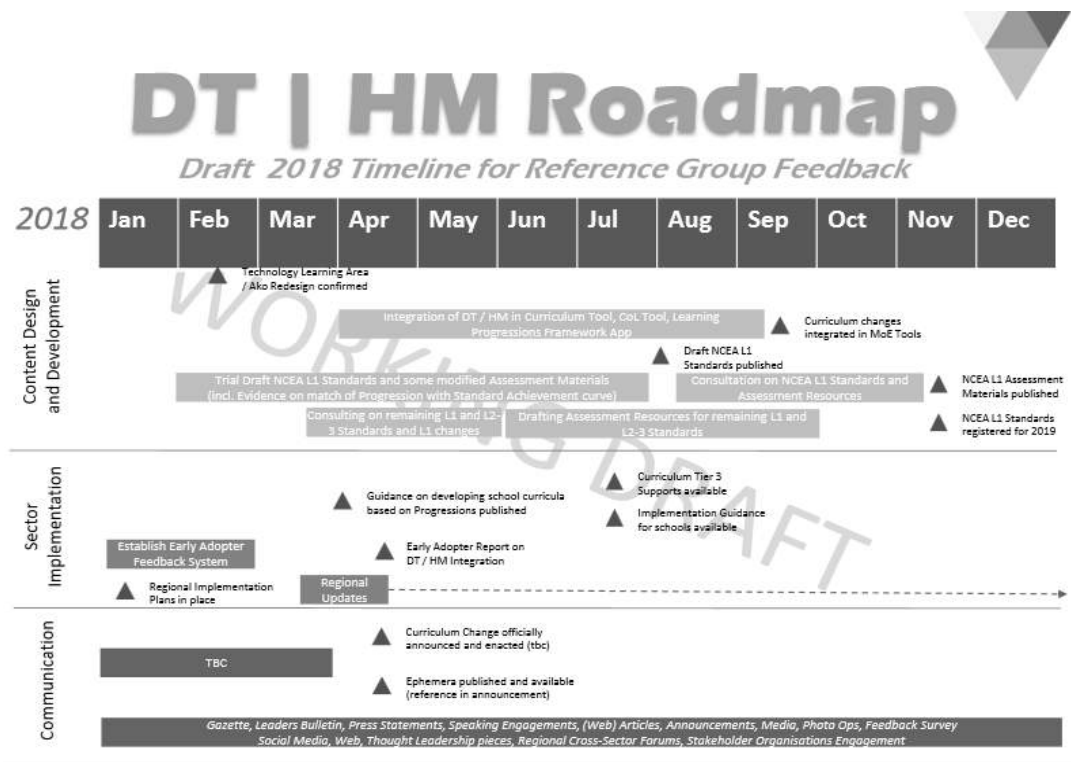 DT | HM Roadmap
Draft 2018 Timeline for Reference Group Feedback
2018 Jan Feb Mar Apr May Jun Jul Aug Sep Oct Nov Dec
Content Design
and Development
Technology Learning Area
/ Ako Redesign confirmed
Integration of DT / HM in Curriculum Tool, CoL Tool, Learning
Progressions Framework App
Curriculum changes
integrated in MoE Tools
Draft NCEA L1
Standards published
Trial Draft NCEA L1 Standards and some modified Assessment Materials
(incl. Evidence on match of Progression with Standard Achievement curve)
Consultation on NCEA L1 Standards and
Assessment Resources
NCEA L1 Assessment
Materials published
Consulting on remaining L1 and L2-
3 Standards and L1 changes
Drafting Assessment Resources for remaining L1 and
L2-3 Standards
NCEA L1 Standards
registered for 2019
Sector
Implementation
Curriculum Tier 3
Supports available
Guidance on developing school curricula
based on Progressions published
Implementation Guidance
for schools available
Establish Early Adopter
Feedback System
Early Adopter Report on
DT / HM Integration
Regional Implementation
Plans in place
Regional
Updates
Communication
Curriculum Change officially
announced and enacted (tbc)
TBC
Ephemera published and available
(reference in announcement)
Gazette, Leaders Bulletin, Press Statements, Speaking Engagements, (Web) Articles, Announcements, Media, Photo Ops, Feedback Survey
Social Media, Web, Thought Leadership pieces, Regional Cross-Sector Forums, Stakeholder Organisations Engagement
WORKING DRAFT